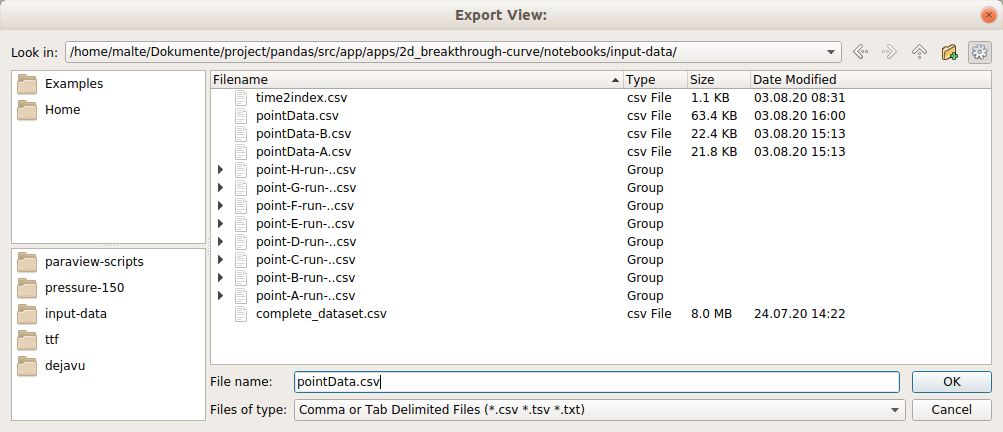 Export View:
Look in: /home/malte/Dokumente/project/pandas/src/app/apps/2d_breakthrough-curve/notebooks/input-data/
Examples
Home
paraview-scripts
pressure-150
input-data
ttf
dejavu
Filename Type Size Date Modified
time2index.csv csv File 1.1 KB 03.08.20 08:31
pointData.csv csv File 63.4 KB 03.08.20 16:00
pointData-B.csv csv File 22.4 KB 03.08.20 15:13
pointData-A.csv csv File 21.8 KB 03.08.20 15:13
point-H-run-..csv Group
point-G-run-..csv Group
point-F-run-..csv Group
point-E-run-..csv Group
point-D-run-..csv Group
point-C-run-..csv Group
point-B-run-..csv Group
point-A-run-..csv Group
complete_dataset.csv csv File 8.0 MB 24.07.20 14:22
File name: pointData.csv OK
Files of type: Comma or Tab Delimited Files (*.csv *.tsv *.txt) Cancel